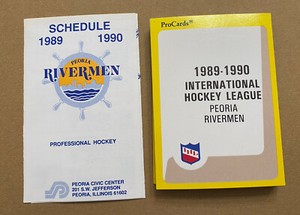 SCHEDULE
1989 1990
PEORIA
RIVERMEN
PROFESSIONAL HOCKEY
PEORIA CIVIC CENTER
201 S.W. JEFFERSON
PEORIA, ILLINOIS 61602
ProCards®
1989-1990
INTERNATIONAL
HOCKEY LEAGUE
PEORIA
RIVERMEN